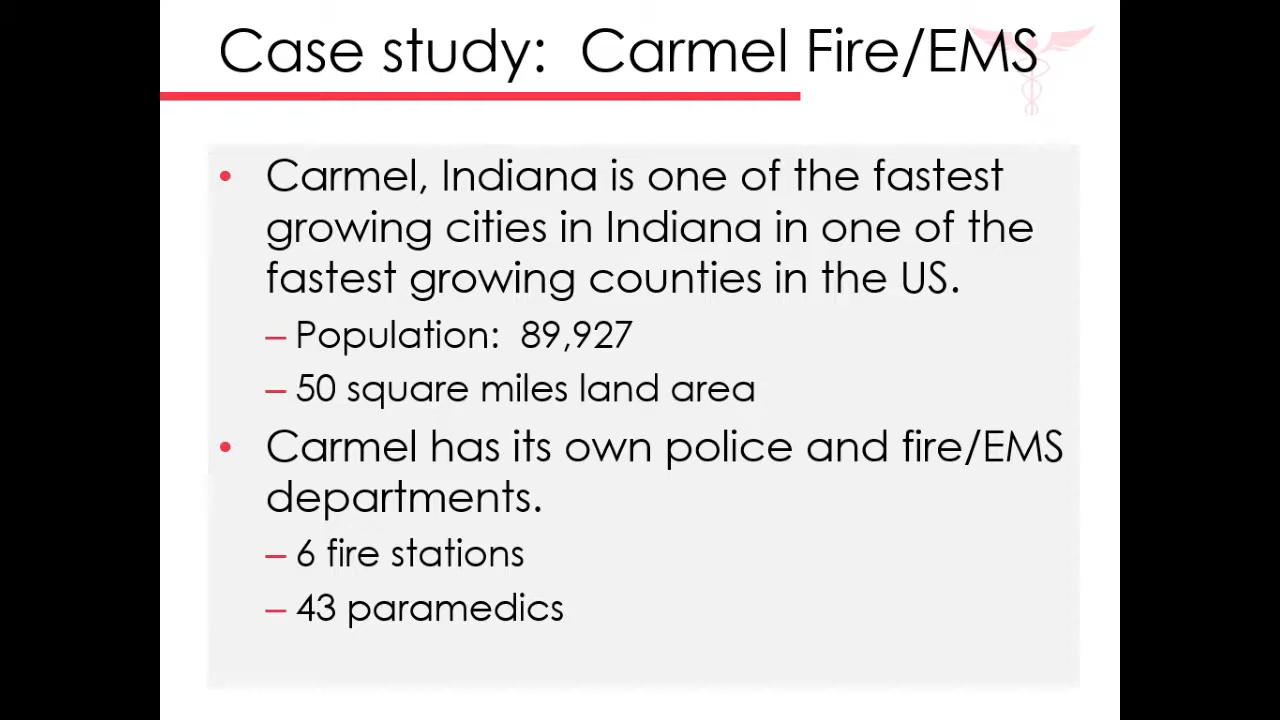 Case study:  Carmel Fire/EMS
• Carmel, Indiana is one of the fastest
growing cities in Indiana in one of the
fastest growing counties in the US.
– Population:  89,927
– 50 square miles land area
• Carmel has its own police and fire/EMS
departments.
– 6 fire stations
– 43 paramedics